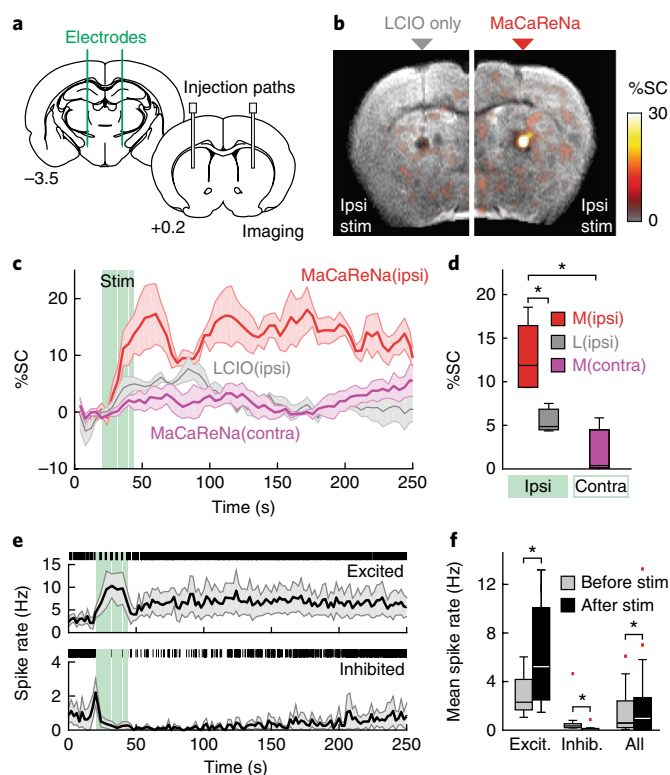 a
Electrodes
Injection paths
–3.5
+0.2
Imaging
b
LCIO only
MaCaReNa
%SC
30
0
Ipsi
stim
Ipsi
stim
c
Stim
MaCaReNa(ipsi)
LCIO(ipsi)
MaCaReNa(contra)
%SC
20
10
0
–10
0 50 100 150 200 250
Time (s)
d
*
*
%SC
20
15
10
5
0
M(ipsi)
L(ipsi)
M(contra)
Ipsi Contra
e
Excited
15
10
5
0
Inhibited
4
2
0
Spike rate (Hz)
0 50 100 150 200 250
Time (s)
f
Mean spike rate (Hz)
12
8
4
0
*
*
*
Before stim
After stim
Excit. Inhib. All